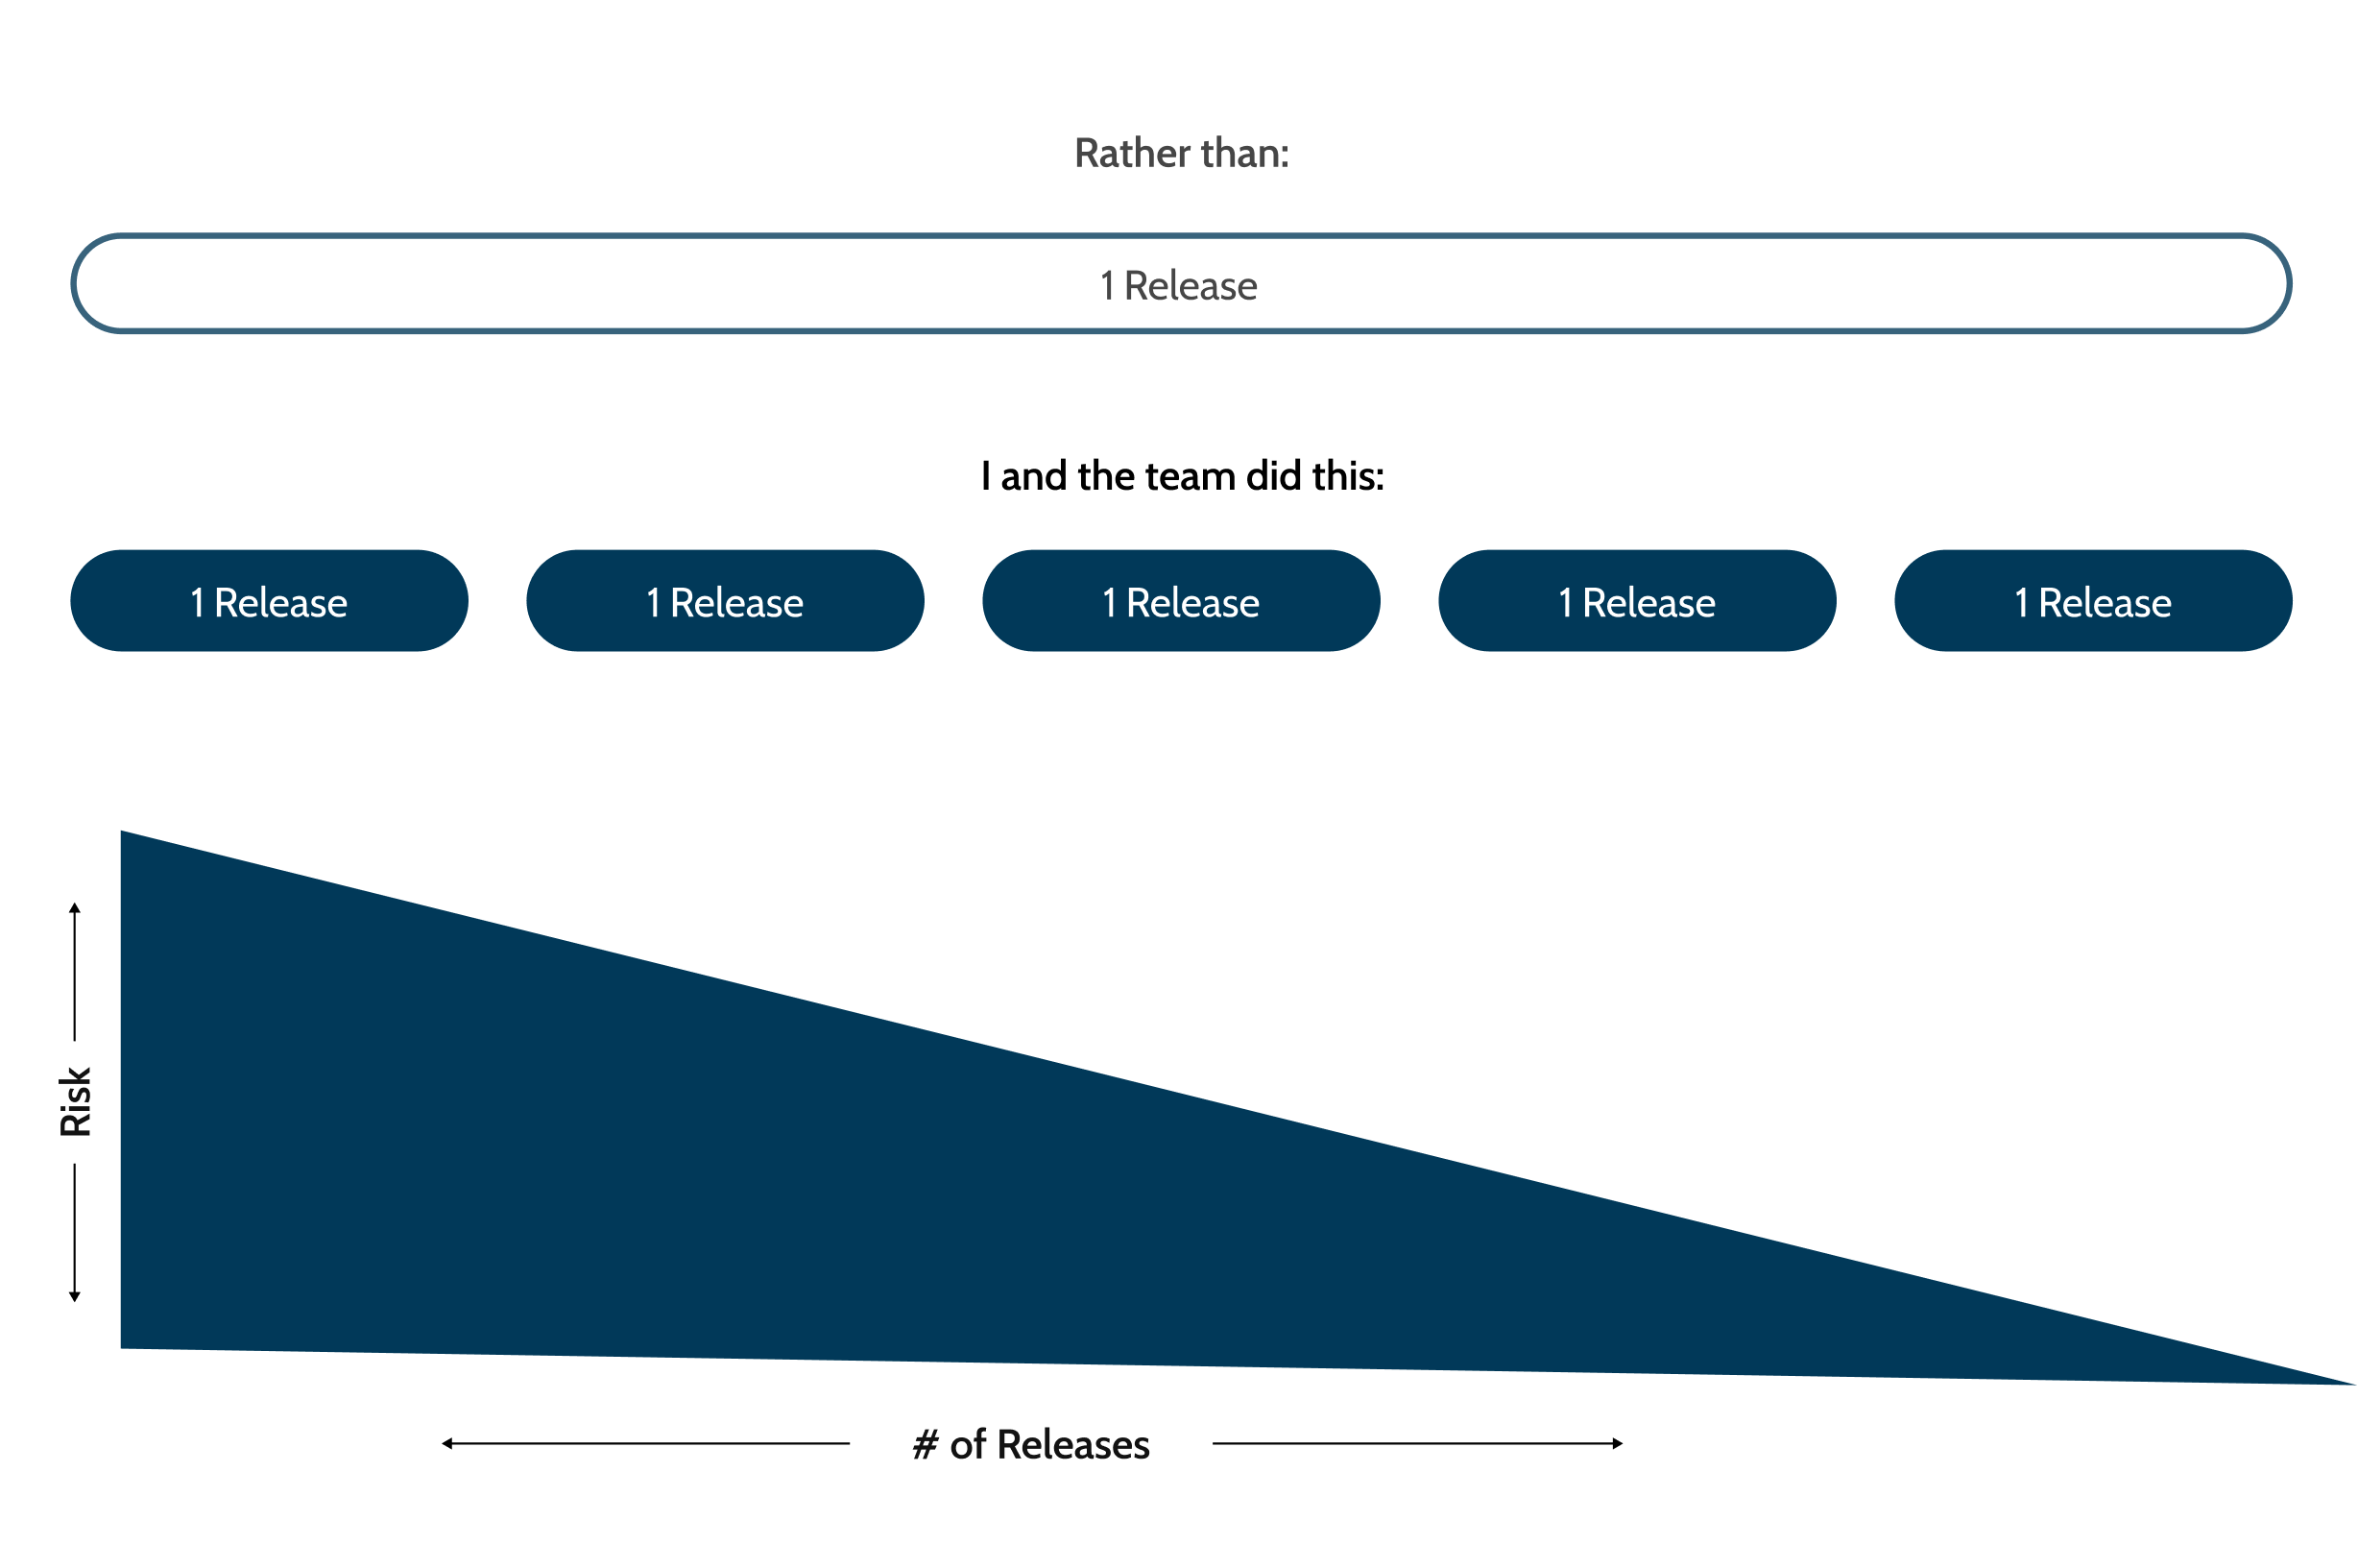 Rather than:
1 Release
I and the team did this:
1 Release
1 Release
1 Release
1 Release
1 Release
Risk
# of Releases